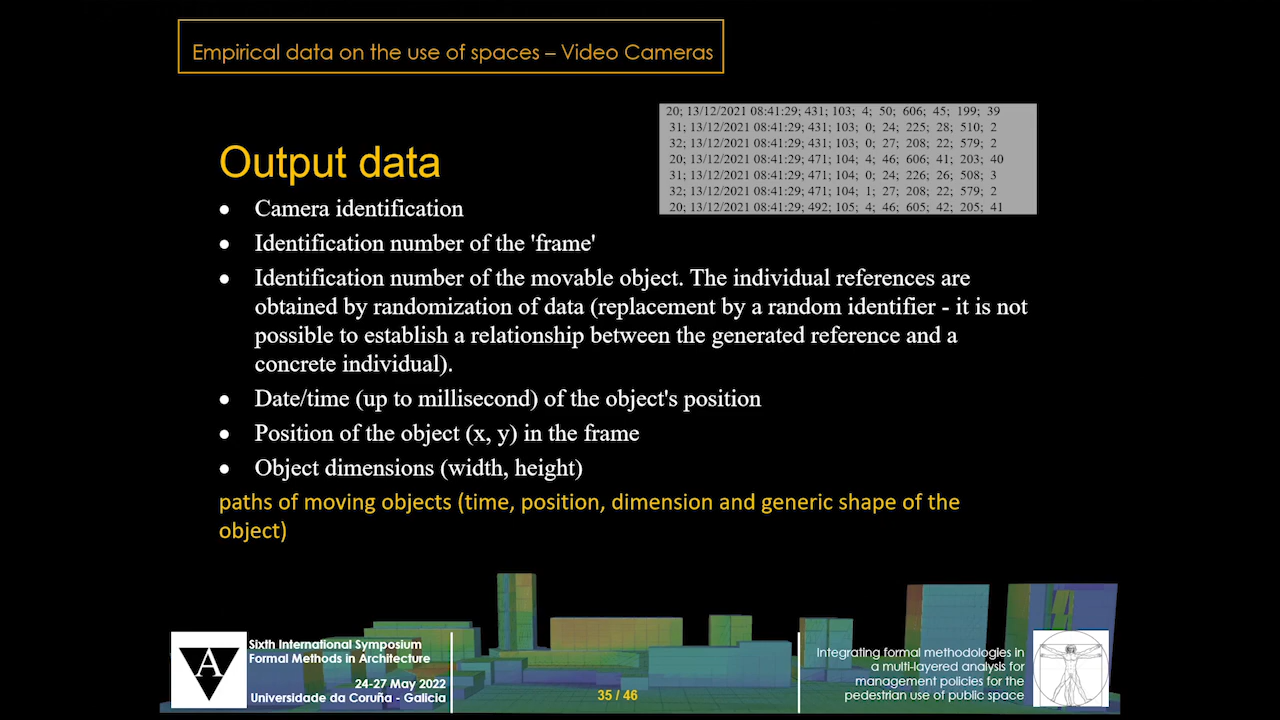 Empirical data on the use of spaces – Video Cameras
20; 13/12/2021 08:41:29; 431; 103; 4; 50; 606; 45; 199; 39
31; 13/12/2021 08:41:29; 431; 103; 0; 24; 225; 28; 510; 2
32; 13/12/2021 08:41:29; 431; 103; 0; 27; 208; 22; 579; 2
20; 13/12/2021 08:41:29; 471; 104; 4; 46; 606; 41; 203; 40
31; 13/12/2021 08:41:29; 471; 104; 0; 24; 226; 26; 508; 3
32; 13/12/2021 08:41:29; 471; 104; 1; 27; 208; 22; 579; 2
20; 13/12/2021 08:41:29; 492; 105; 4; 46; 605; 42; 205; 41
Output data
• Camera identification
• Identification number of the 'frame'
• Identification number of the movable object. The individual references are
obtained by randomization of data (replacement by a random identifier - it is not
possible to establish a relationship between the generated reference and a
concrete individual).
• Date/time (up to millisecond) of the object's position
• Position of the object (x, y) in the frame
• Object dimensions (width, height)
paths of moving objects (time, position, dimension and generic shape of the
object)
A
Sixth International Symposium
Formal Methods in Architecture
24-27 May 2022
Universidade da Coruña - Galicia
35 / 46
Integrating formal methodologies in
a multi-layered analysis for
management policies for the
pedestrian use of public space